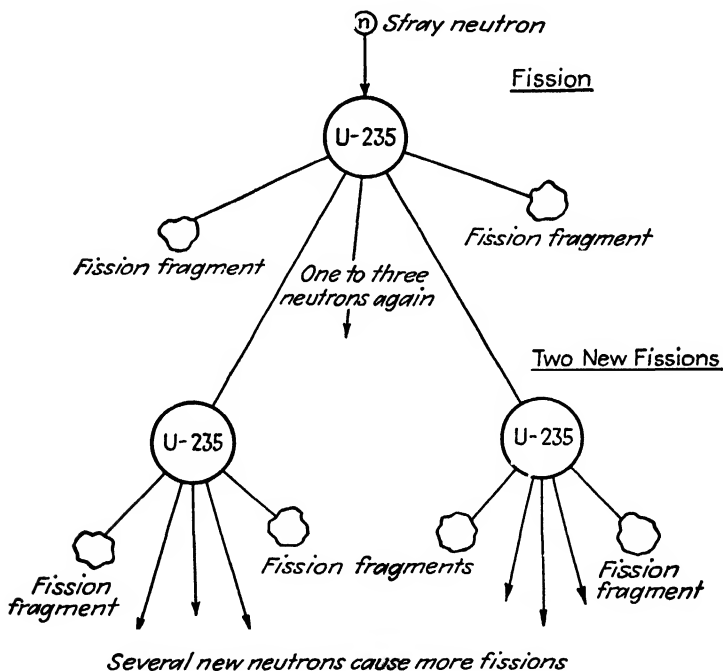 n Stray neutron
Fission
U-235
Fission fragment
Fission fragment
One to three
neutrons again
Two New Fissions
U-235
U-235
Fission
fragment
Fission fragments
Fission
fragment
Several new neutrons cause more fissions